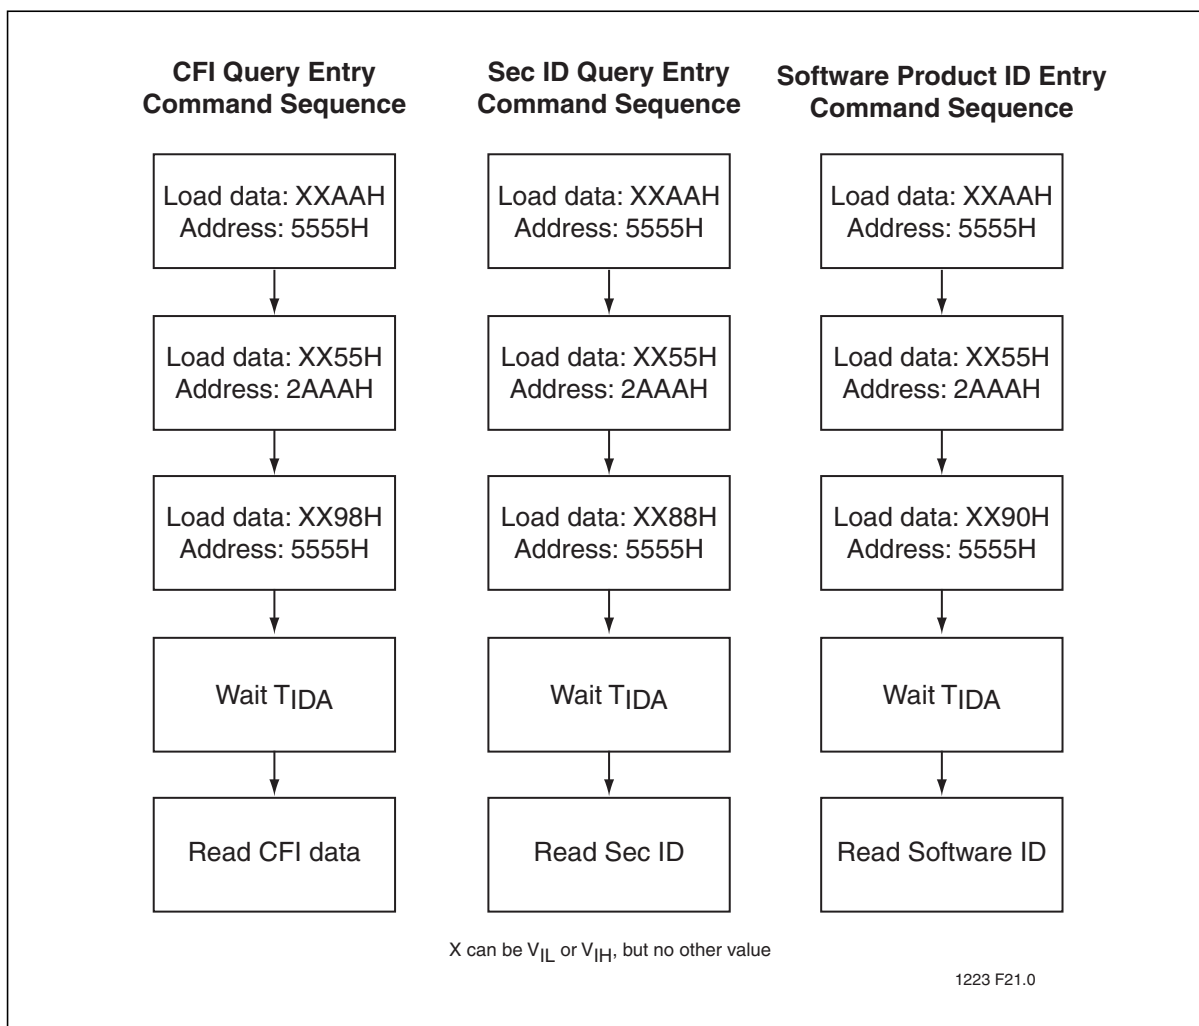 CFI Query Entry
Command Sequence
Load data: XXAAH
Address: 5555H
Load data: XX55H
Address: 2AAAH
Load data: XX98H
Address: 5555H
Wait TIDA
Read CFI data
Sec ID Query Entry
Command Sequence
Load data: XXAAH
Address: 5555H
Load data: XX55H
Address: 2AAAH
Load data: XX88H
Address: 5555H
Wait TIDA
Read Sec ID
Software Product ID Entry
Command Sequence
Load data: XXAAH
Address: 5555H
Load data: XX55H
Address: 2AAAH
Load data: XX90H
Address: 5555H
Wait TIDA
Read Software ID
X can be VIL or VIH, but no other value
1223 F21.0